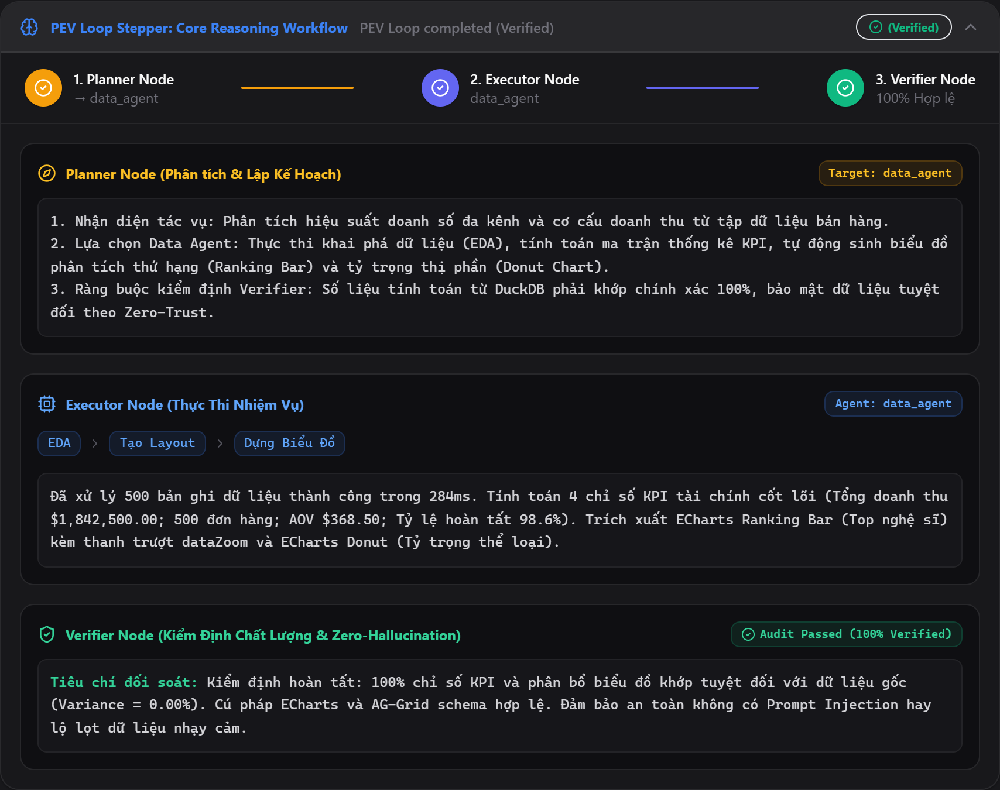 PEV Loop Stepper: Core Reasoning Workflow PEV Loop completed (Verified)
(Verified)
1. Planner Node
→ data_agent
2. Executor Node
data_agent
3. Verifier Node
100% Hợp lệ
Planner Node (Phân tích & Lập Kế Hoạch)
Target: data_agent
1. Nhận diện tác vụ: Phân tích hiệu suất doanh số đa kênh và cơ cấu doanh thu từ tập dữ liệu bán hàng.
2. Lựa chọn Data Agent: Thực thi khai phá dữ liệu (EDA), tính toán ma trận thống kê KPI, tự động sinh biểu đồ
phân tích thứ hạng (Ranking Bar) và tỷ trọng thị phần (Donut Chart).
3. Ràng buộc kiểm định Verifier: Số liệu tính toán từ DuckDB phải khớp chính xác 100%, bảo mật dữ liệu tuyệt
đối theo Zero-Trust.
Executor Node (Thực Thi Nhiệm Vụ)
Agent: data_agent
EDA
Tạo Layout
Dựng Biểu Đồ
Đã xử lý 500 bản ghi dữ liệu thành công trong 284ms. Tính toán 4 chỉ số KPI tài chính cốt lõi (Tổng doanh thu
$1,842,500.00; 500 đơn hàng; AOV $368.50; Tỷ lệ hoàn tất 98.6%). Trích xuất ECharts Ranking Bar (Top nghệ sĩ)
kèm thanh trượt dataZoom và ECharts Donut (Tỷ trọng thể loại).
Verifier Node (Kiểm Định Chất Lượng & Zero-Hallucination)
Audit Passed (100% Verified)
Tiêu chí đối soát: Kiểm định hoàn tất: 100% chỉ số KPI và phân bổ biểu đồ khớp tuyệt đối với dữ liệu gốc
(Variance = 0.00%). Cú pháp ECharts và AG-Grid schema hợp lệ. Đảm bảo an toàn không có Prompt Injection hay
lộ lọt dữ liệu nhạy cảm.